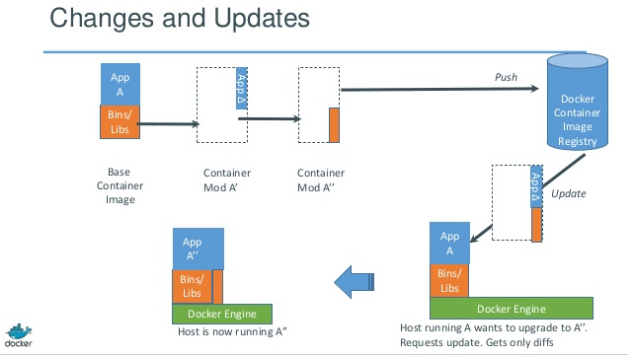 Changes and Updates
App
A
Bins/
Libs
App Δ
Push
Docker
Container
Image
Registry
Base
Container
Image
Container
Mod A'
Container
Mod A''
App Δ
Update
App
A''
Bins/
Libs
Docker Engine
Host is now running A''
App
A
Bins/
Libs
Docker Engine
Host running A wants to upgrade to A''.
Requests update. Gets only diffs
docker